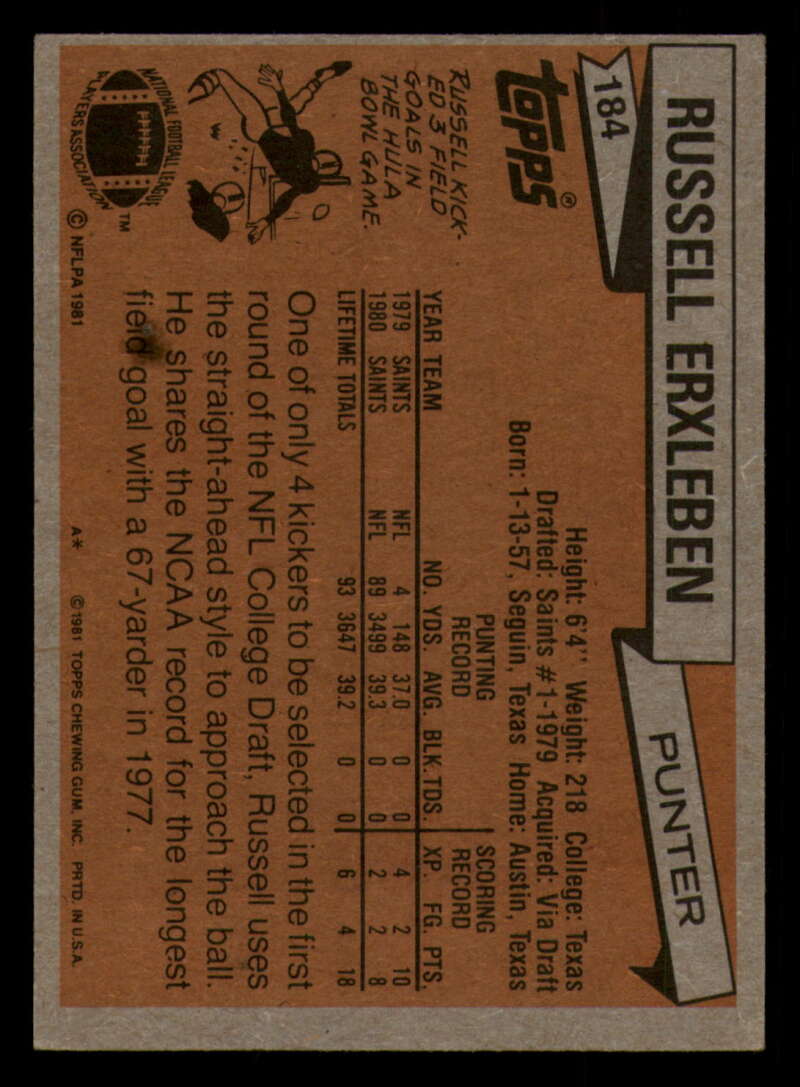 RUSSELL ERXLEBEN
PUNTER
184
TOPPS®
Height: 6'4" Weight: 218 College: Texas
Drafted: Saints #1-1979 Acquired: Via Draft
Born: 1-13-57, Seguin, Texas Home: Austin, Texas
PUNTING RECORD SCORING RECORD
YEAR TEAM NO. YDS. AVG. BLK. TDS. XP. FG. PTS.
1979 SAINTS NFL 4 148 37.0 0 0 4 2 10
1980 SAINTS NFL 89 3499 39.3 0 0 2 2 8
LIFETIME TOTALS 93 3647 39.2 0 0 6 4 18
RUSSELL KICK-
ED 3 FIELD
GOALS IN
THE HULA
BOWL GAME.
One of only 4 kickers to be selected in the first
round of the NFL College Draft, Russell uses
the straight-ahead style to approach the ball.
He shares the NCAA record for the longest
field goal with a 67-yarder in 1977.
NATIONAL FOOTBALL LEAGUE
PLAYERS ASSOCIATION
TM
© NFLPA 1981
A* © 1981 TOPPS CHEWING GUM, INC. PRTD. IN U.S.A.